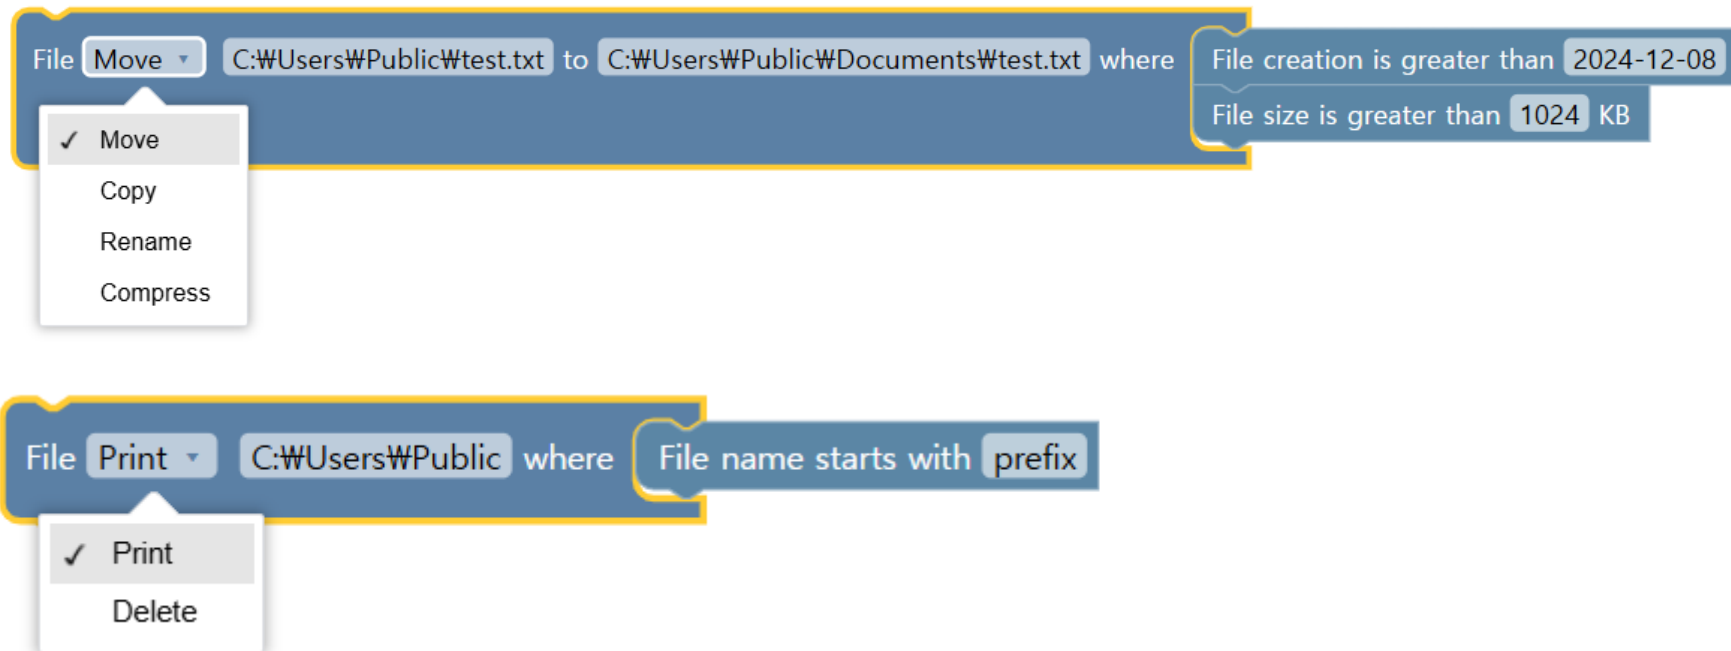 File Move ▾ C:₩Users₩Public₩test.txt to C:₩Users₩Public₩Documents₩test.txt where File creation is greater than 2024-12-08
File size is greater than 1024 KB
✓ Move
Copy
Rename
Compress
File Print ▾ C:₩Users₩Public where File name starts with prefix
✓ Print
Delete